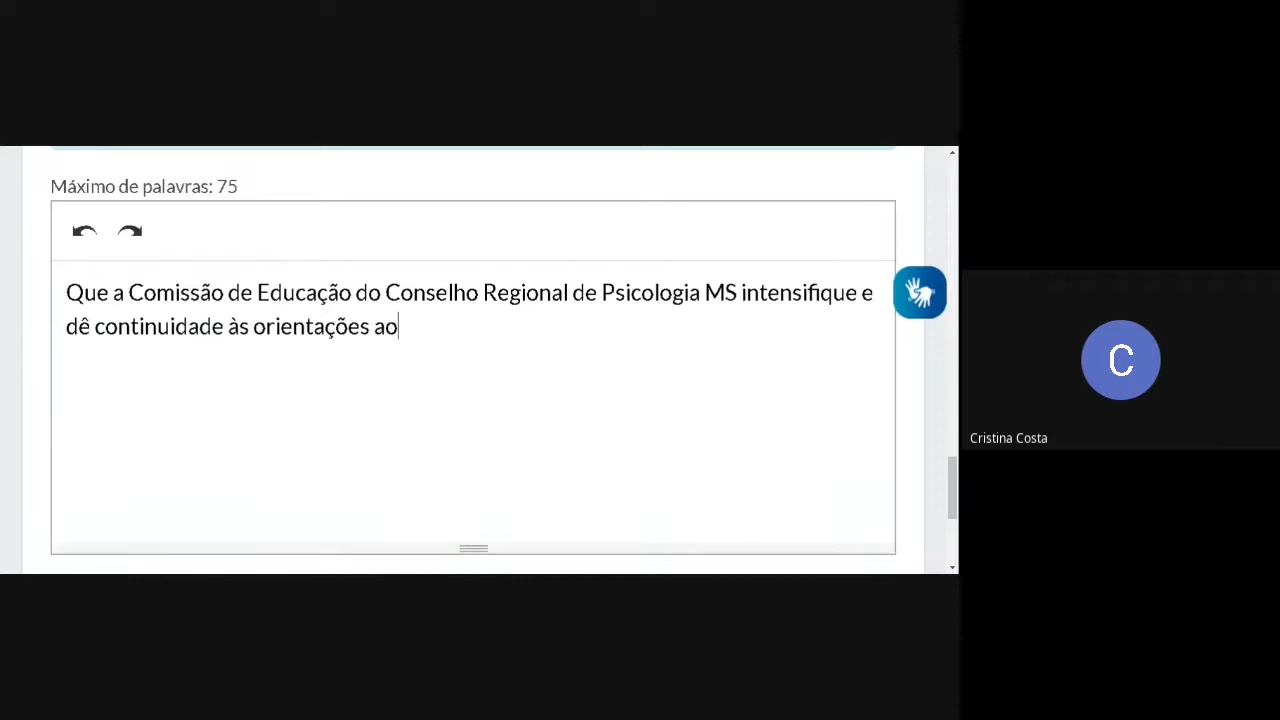 Máximo de palavras: 75
Que a Comissão de Educação do Conselho Regional de Psicologia MS intensifique e
dê continuidade às orientações ao
C
Cristina Costa